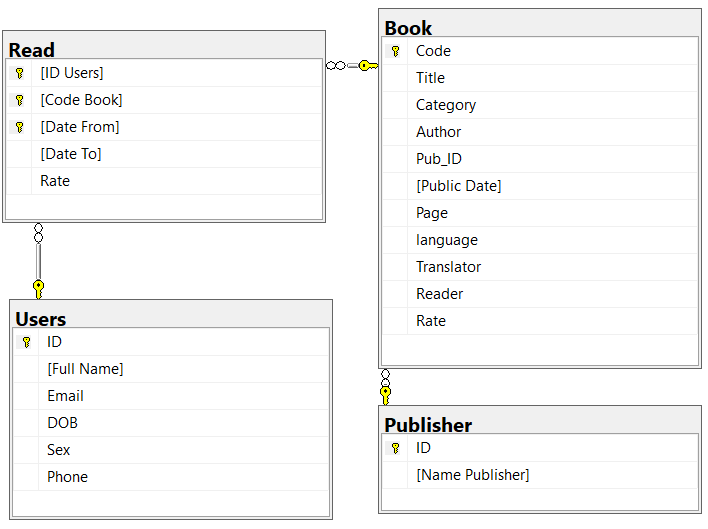 Read
[ID Users]
[Code Book]
[Date From]
[Date To]
Rate
Book
Code
Title
Category
Author
Pub_ID
[Public Date]
Page
language
Translator
Reader
Rate
Users
ID
[Full Name]
Email
DOB
Sex
Phone
Publisher
ID
[Name Publisher]